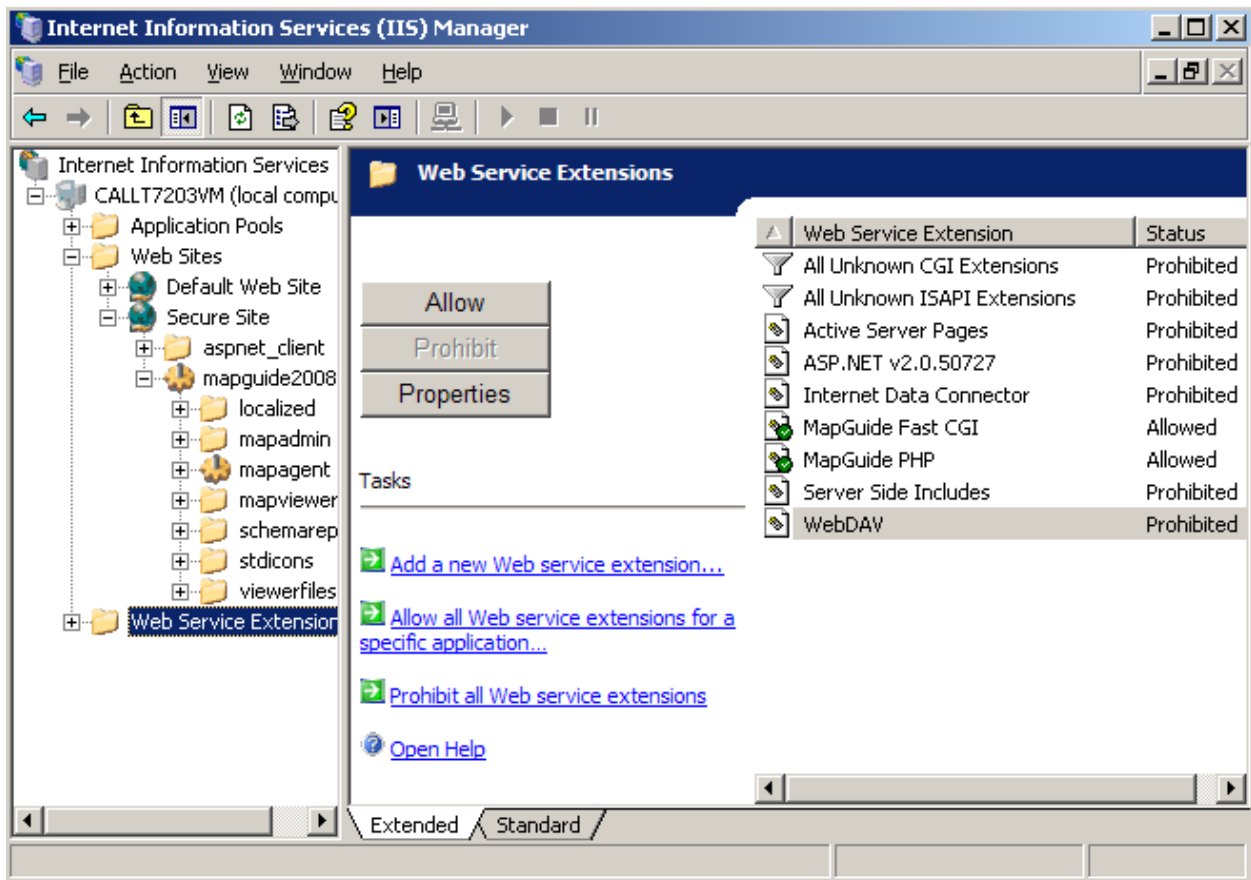 Internet Information Services (IIS) Manager
File Action View Window Help
Internet Information Services
CALLT7203VM (local compu
Application Pools
Web Sites
Default Web Site
Secure Site
aspnet_client
mapguide2008
localized
mapadmin
mapagent
mapviewer
schemarep
stdicons
viewerfiles
Web Service Extension
Web Service Extensions
Allow
Prohibit
Properties
Tasks
Add a new Web service extension...
Allow all Web service extensions for a
specific application...
Prohibit all Web service extensions
Open Help
Web Service Extension Status
All Unknown CGI Extensions Prohibited
All Unknown ISAPI Extensions Prohibited
Active Server Pages Prohibited
ASP.NET v2.0.50727 Prohibited
Internet Data Connector Prohibited
MapGuide Fast CGI Allowed
MapGuide PHP Allowed
Server Side Includes Prohibited
WebDAV Prohibited
Extended Standard